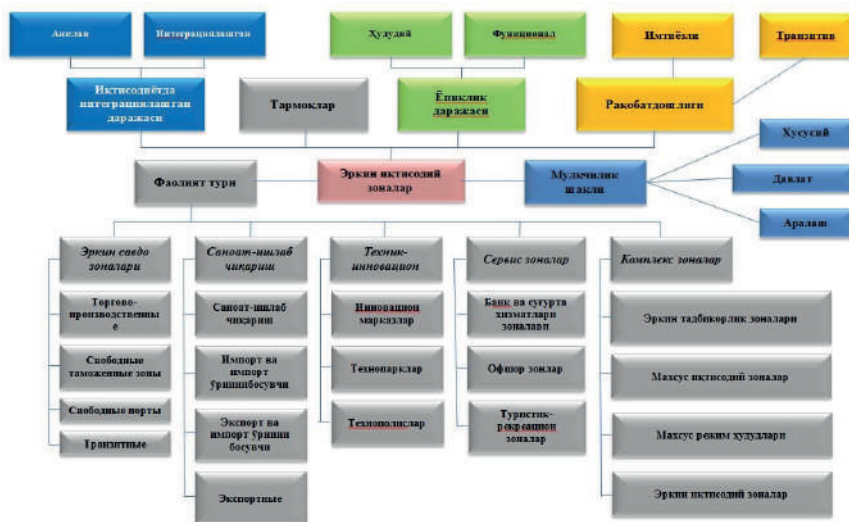 Анклав
Интеграциялашган
Ҳудудий
Функционал
Имтиёзли
Транзитив
Иқтисодиётда
интеграциялашган
даражаси
Тармоқлар
Ёпиқлик
даражаси
Рақобатдошлиги
Хусусий
Фаолият тури
Эркин иқтисодий
зоналар
Мулкчилик
шакли
Давлат
Аралаш
Эркин савдо
зоналари
Саноат-ишлаб
чиқариш
Техник-
инновацион
Сервис зоналар
Комплекс зоналар
Торгово-
производственны
е
Саноат-ишлаб
чиқариш
Инновацион
марказлар
Банк ва суғурта
хизматлари
зоналари
Эркин тадбикорлик зоналари
Свободные
таможенные зоны
Импорт ва
импорт
ўрнинибосувчи
Технопарклар
Офшор зонлар
Махсус иқтисодий зоналар
Свободные порты
Экспорт ва
импорт ўрнини
босувчи
Технополислар
Туристик-
рекреацион
зоналар
Махсус режим худудлари
Транзитные
Экспортные
Эркин иқтисодий зоналар